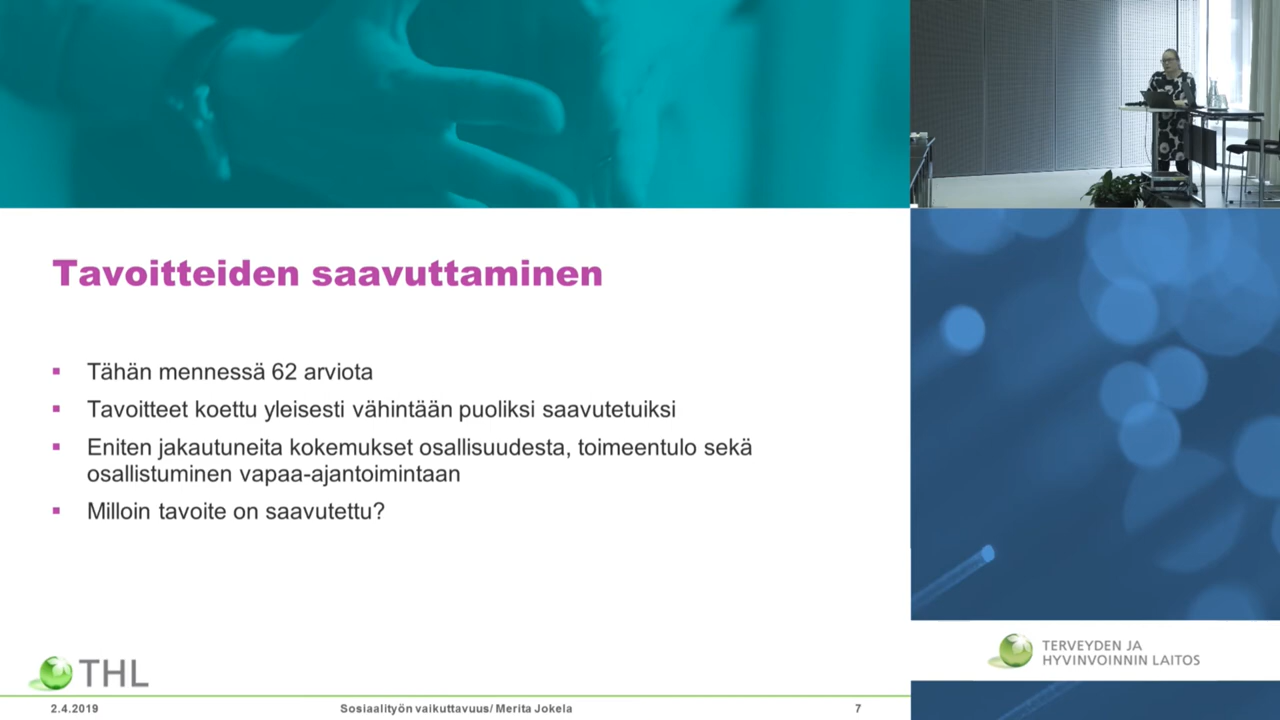 Tavoitteiden saavuttaminen
Tähän mennessä 62 arviota
Tavoitteet koettu yleisesti vähintään puoliksi saavutetuiksi
Eniten jakautuneita kokemukset osallisuudesta, toimeentulo sekä
osallistuminen vapaa-ajantoimintaan
Milloin tavoite on saavutettu?
THL
2.4.2019
Sosiaalityön vaikuttavuus/ Merita Jokela
7
TERVEYDEN JA
HYVINVOINNIN LAITOS